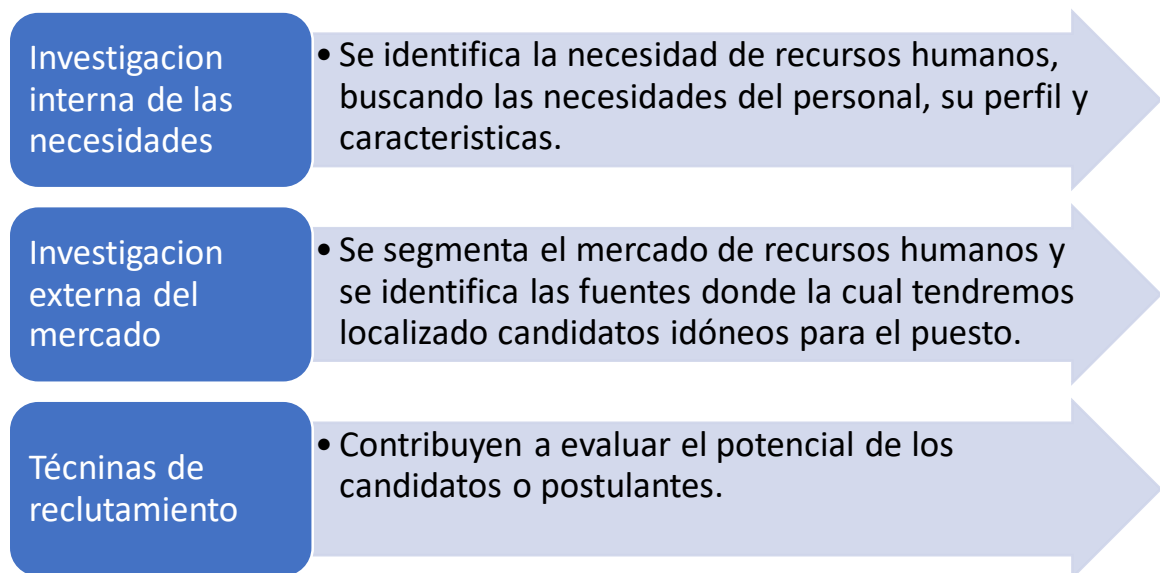 Investigacion
interna de las
necesidades
• Se identifica la necesidad de recursos humanos,
buscando las necesidades del personal, su perfil y
caracteristicas.
Investigacion
externa del
mercado
• Se segmenta el mercado de recursos humanos y
se identifica las fuentes donde la cual tendremos
localizado candidatos idóneos para el puesto.
Técninas de
reclutamiento
• Contribuyen a evaluar el potencial de los
candidatos o postulantes.